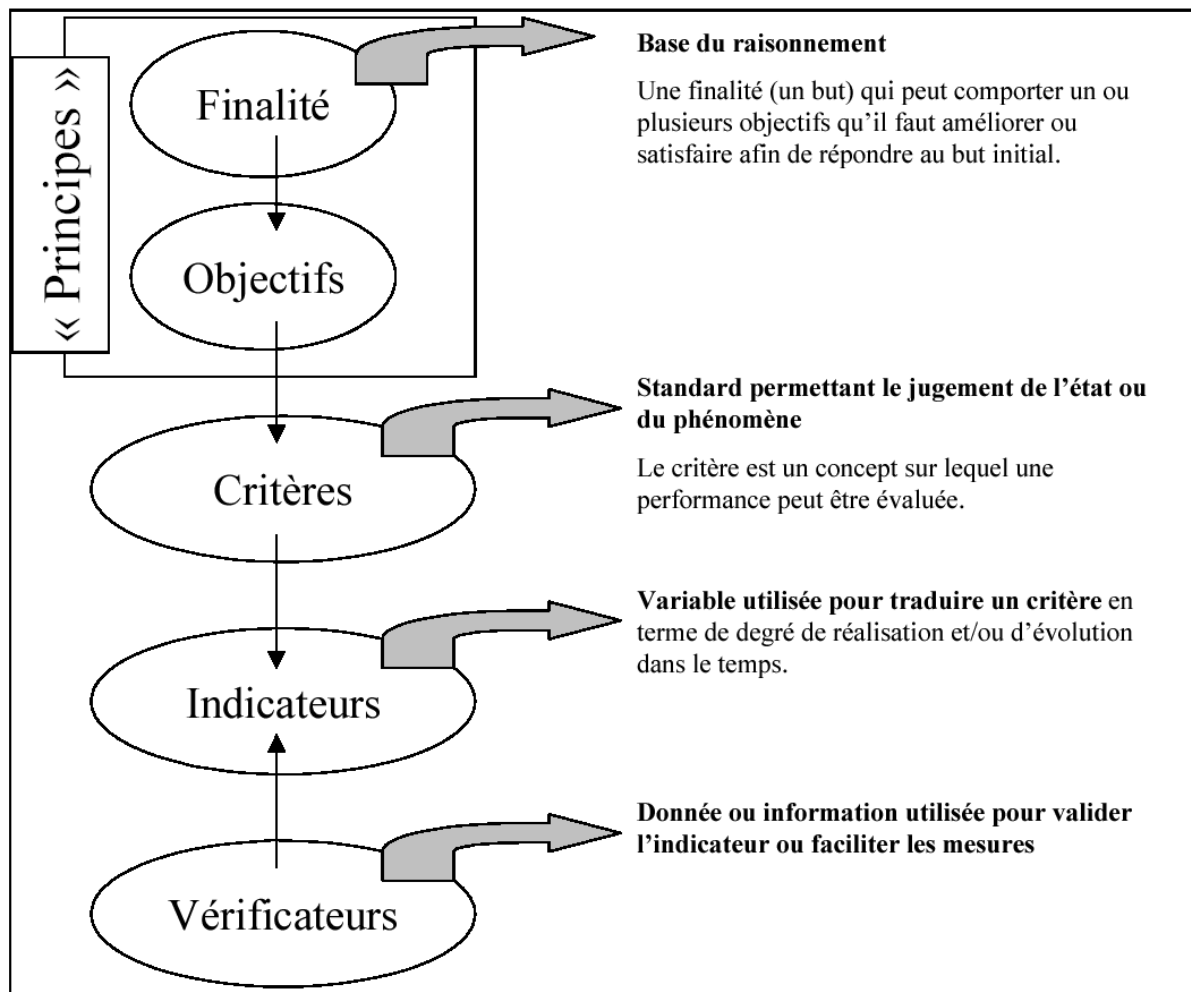 « Principes »
Finalité
Base du raisonnement
Une finalité (un but) qui peut comporter un ou
plusieurs objectifs qu’il faut améliorer ou
satisfaire afin de répondre au but initial.
Objectifs
Critères
Standard permettant le jugement de l’état ou
du phénomène
Le critère est un concept sur lequel une
performance peut être évaluée.
Indicateurs
Variable utilisée pour traduire un critère en
terme de degré de réalisation et/ou d’évolution
dans le temps.
Vérificateurs
Donnée ou information utilisée pour valider
l’indicateur ou faciliter les mesures